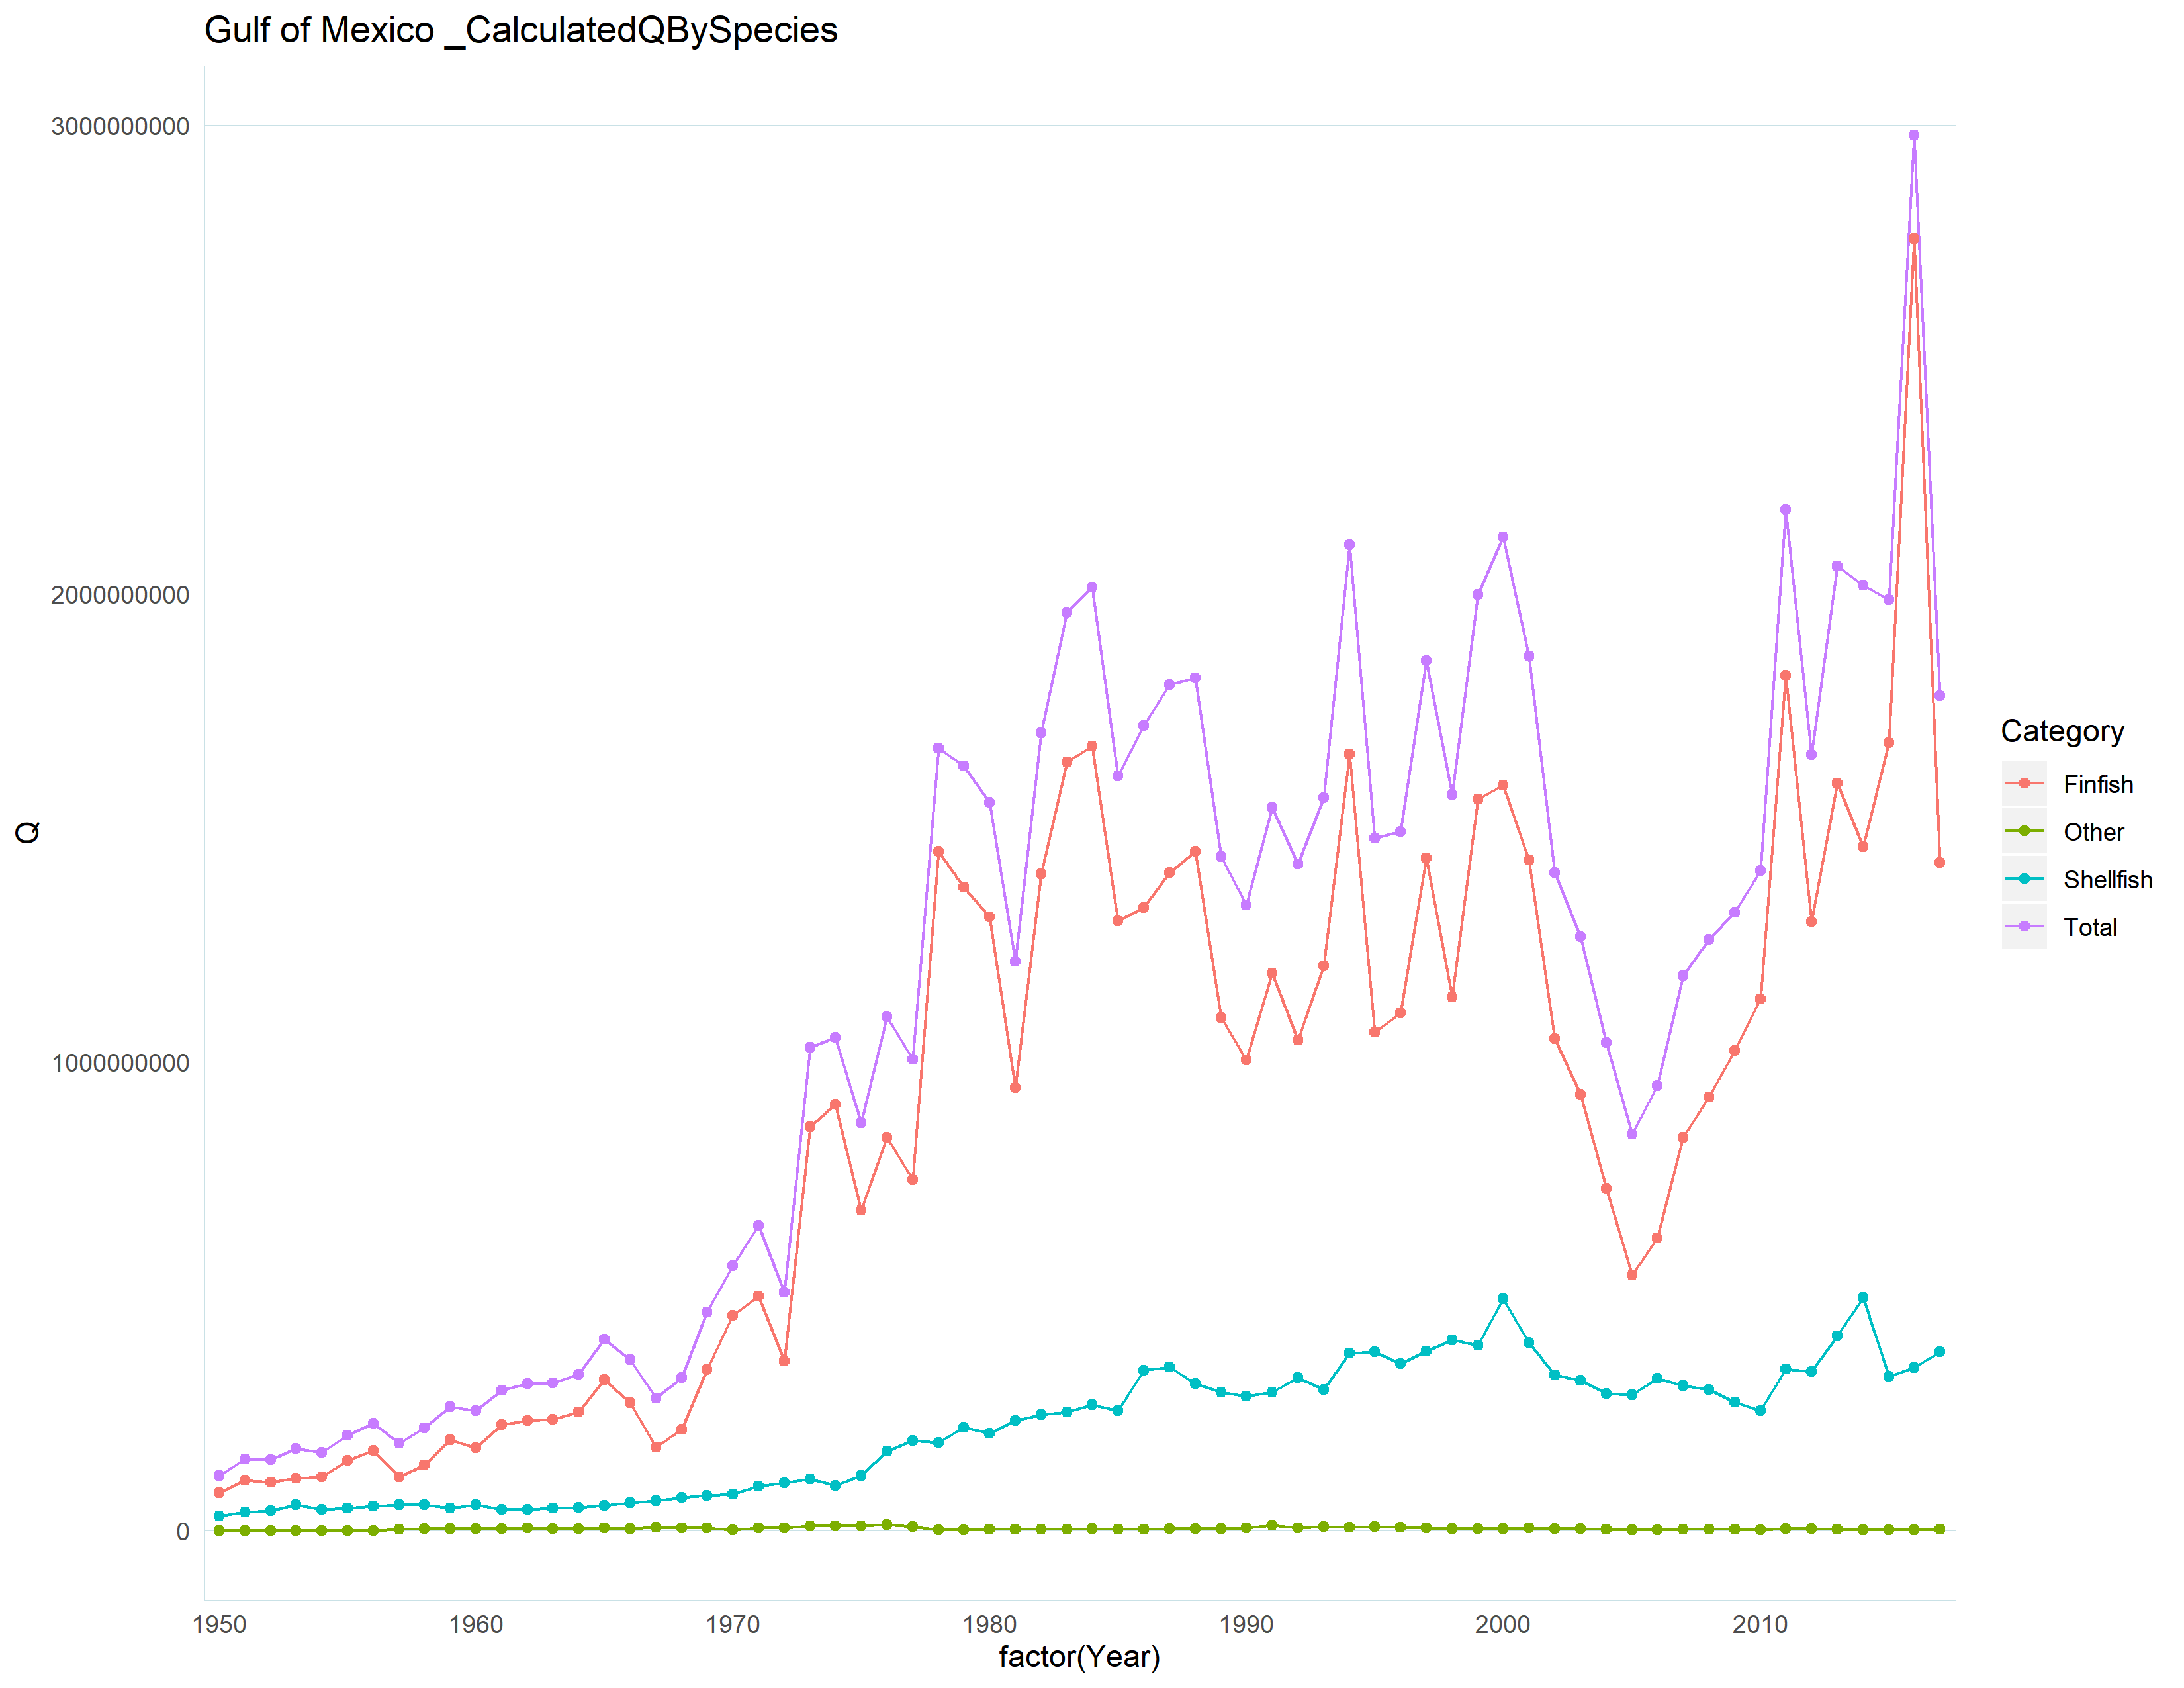 Gulf of Mexico _CalculatedQBySpecies
3000000000
2000000000
1000000000
0
Q
1950 1960 1970 1980 1990 2000 2010
factor(Year)
Category
Finfish
Other
Shellfish
Total